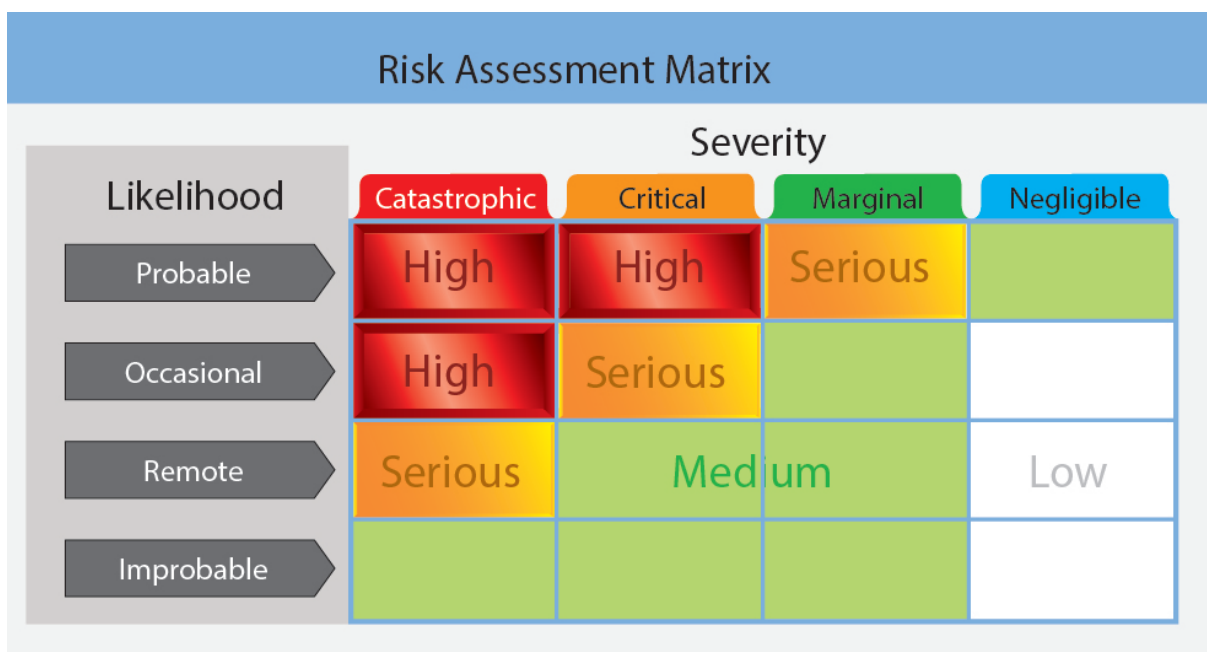 Risk Assessment Matrix
Severity
Likelihood
Catastrophic Critical Marginal Negligible
Probable High High Serious
Occasional High Serious
Remote Serious Medium Low
Improbable